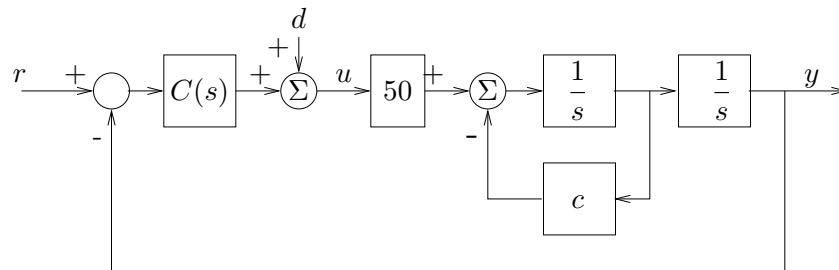 d
+
r + C(s) + Σ u 50 + Σ 1/s 1/s y
-
-
c